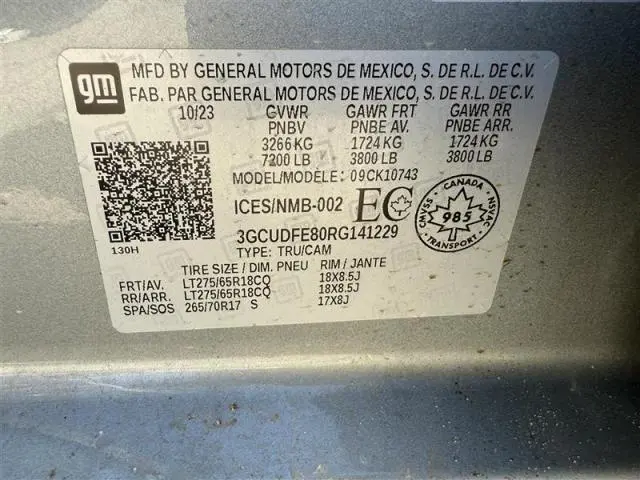 gm
MFD BY GENERAL MOTORS DE MEXICO, S. DE R.L. DE C.V.
FAB. PAR GENERAL MOTORS DE MEXICO, S. DE R.L. DE C.V.
10/23 GVWR GAWR FRT GAWR RR
PNBV PNBE AV. PNBE ARR.
3266 KG 1724 KG 1724 KG
7200 LB 3800 LB 3800 LB
MODEL/MODÈLE: 09CK10743
ICES/NMB-002 EC
CANADA
CMVSS
985
NSVAC
3GCUDFE80RG141229
130H
TYPE: TRU/CAM
TIRE SIZE / DIM. PNEU RIM / JANTE
FRT/AV. LT275/65R18CQ 18X8.5J
RR/ARR. LT275/65R18CQ 18X8.5J
SPA/SOS 265/70R17 S 17X8J